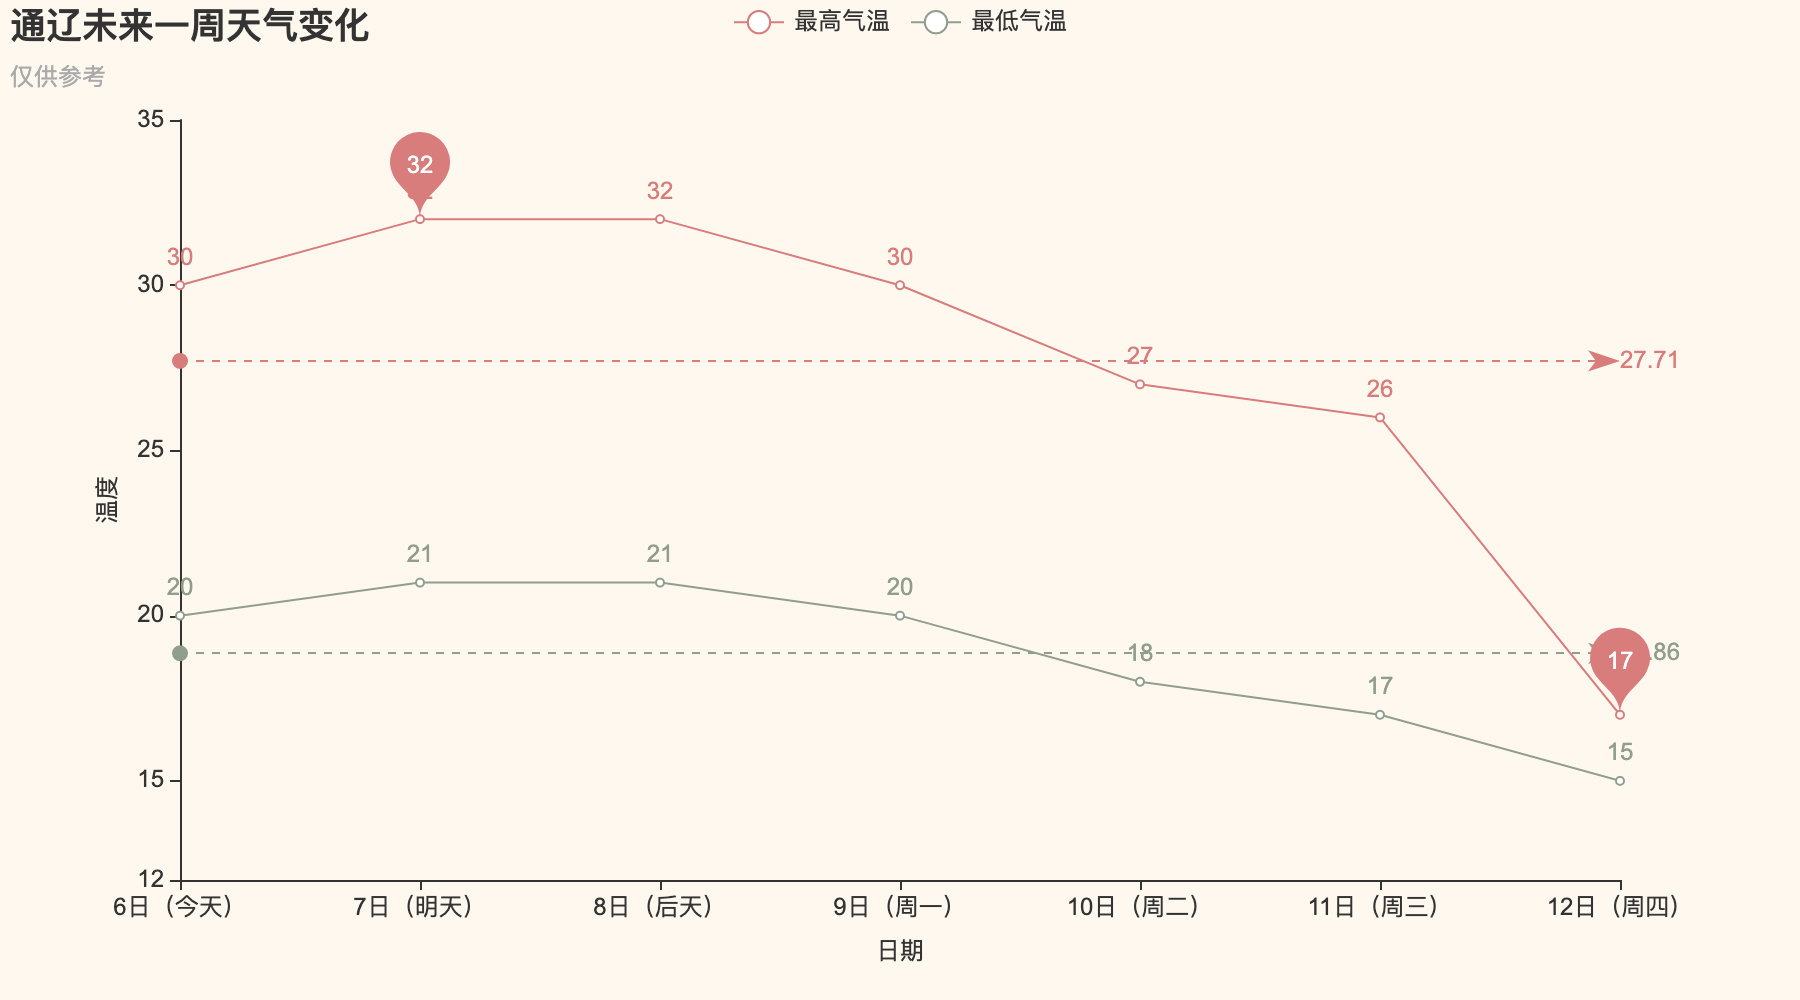 通辽未来一周天气变化
仅供参考
最高气温
最低气温
35
30
25
20
15
12
温度
30
32
32
30
27
26
17
27.71
20
21
21
20
18
17
15
86
6日（今天）
7日（明天）
8日（后天）
9日（周一）
10日（周二）
11日（周三）
12日（周四）
日期